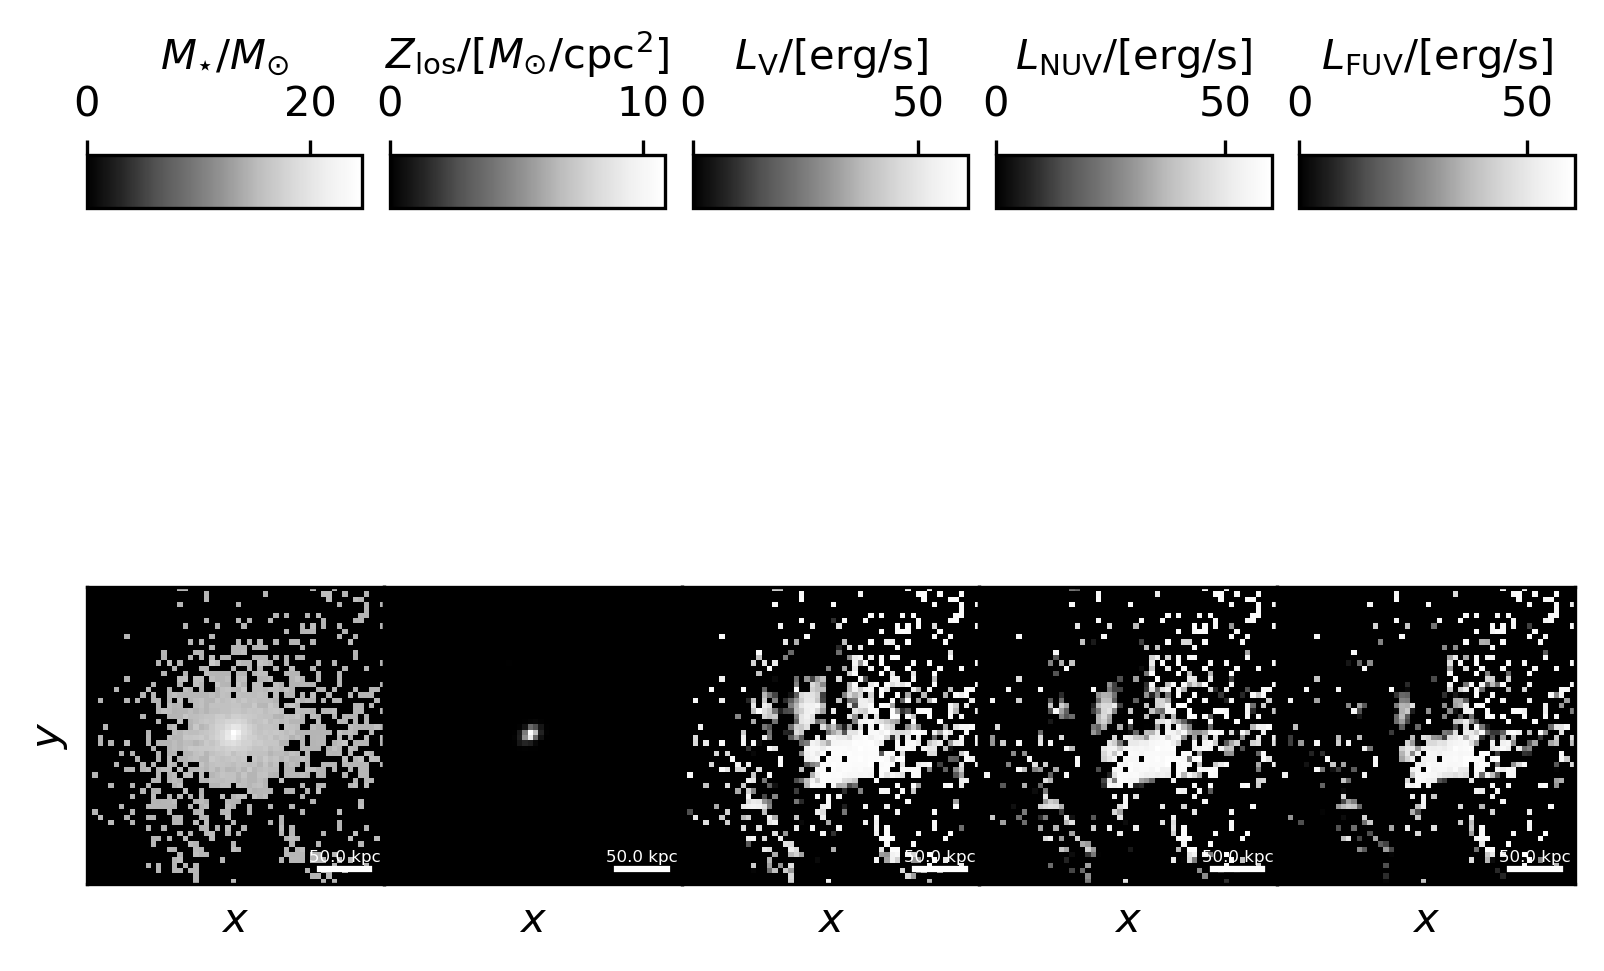 M⋆/M⊙ Z_los/[M⊙/cpc²] L_V/[erg/s] L_NUV/[erg/s] L_FUV/[erg/s]
0 20 0 10 0 50 0 50 0 50
y
50.0 kpc 50.0 kpc 50.0 kpc 50.0 kpc 50.0 kpc
x x x x x